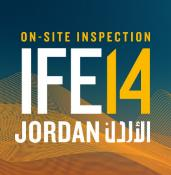 ON-SITE INSPECTION
IFE14
JORDAN الأردن